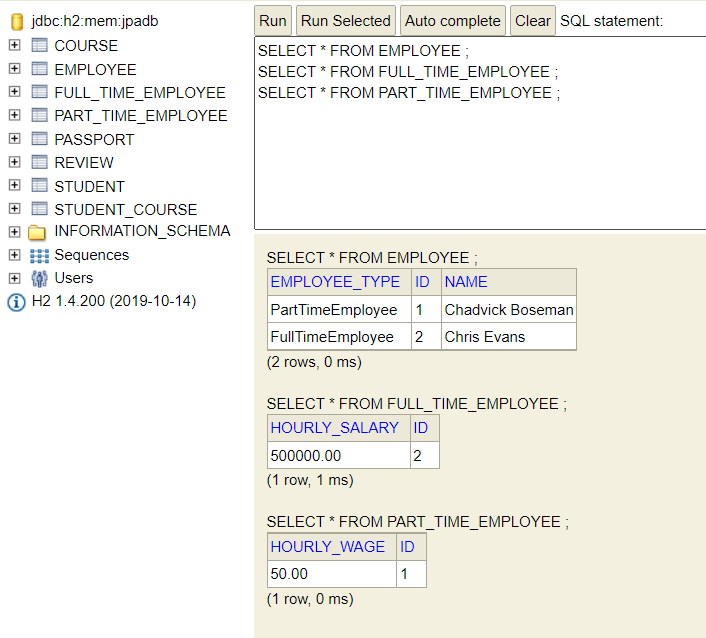 jdbc:h2:mem:jpadb
COURSE
EMPLOYEE
FULL_TIME_EMPLOYEE
PART_TIME_EMPLOYEE
PASSPORT
REVIEW
STUDENT
STUDENT_COURSE
INFORMATION_SCHEMA
Sequences
Users
H2 1.4.200 (2019-10-14)
Run Run Selected Auto complete Clear SQL statement:
SELECT * FROM EMPLOYEE ;
SELECT * FROM FULL_TIME_EMPLOYEE ;
SELECT * FROM PART_TIME_EMPLOYEE ;
SELECT * FROM EMPLOYEE ;
EMPLOYEE_TYPE ID NAME
PartTimeEmployee 1 Chadvick Boseman
FullTimeEmployee 2 Chris Evans
(2 rows, 0 ms)
SELECT * FROM FULL_TIME_EMPLOYEE ;
HOURLY_SALARY ID
500000.00 2
(1 row, 1 ms)
SELECT * FROM PART_TIME_EMPLOYEE ;
HOURLY_WAGE ID
50.00 1
(1 row, 0 ms)